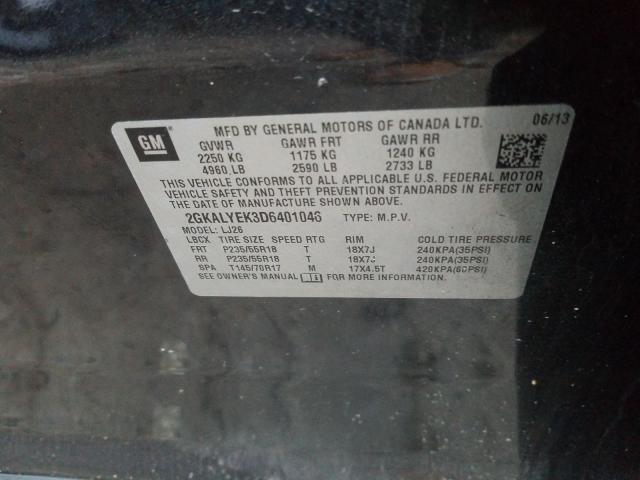 GM
MFD BY GENERAL MOTORS OF CANADA LTD. 06/13
GVWR GAWR FRT GAWR RR
2250 KG 1175 KG 1240 KG
4960 LB 2590 LB 2733 LB
THIS VEHICLE CONFORMS TO ALL APPLICABLE U.S. FEDERAL MOTOR
VEHICLE SAFETY AND THEFT PREVENTION STANDARDS IN EFFECT ON
THE DATE OF MANUFACTURE SHOWN ABOVE.
2GKALYEK3D6401046 TYPE: M.P.V.
MODEL: LJ26
LBCX TIRE SIZE SPEED RTG RIM COLD TIRE PRESSURE
FRT P235/55R18 T 18X7J 240KPA(35PSI)
RR P235/55R18 T 18X7J 240KPA(35PSI)
SPA T145/70R17 M 17X4.5T 420KPA(60PSI)
SEE OWNER'S MANUAL FOR MORE INFORMATION.